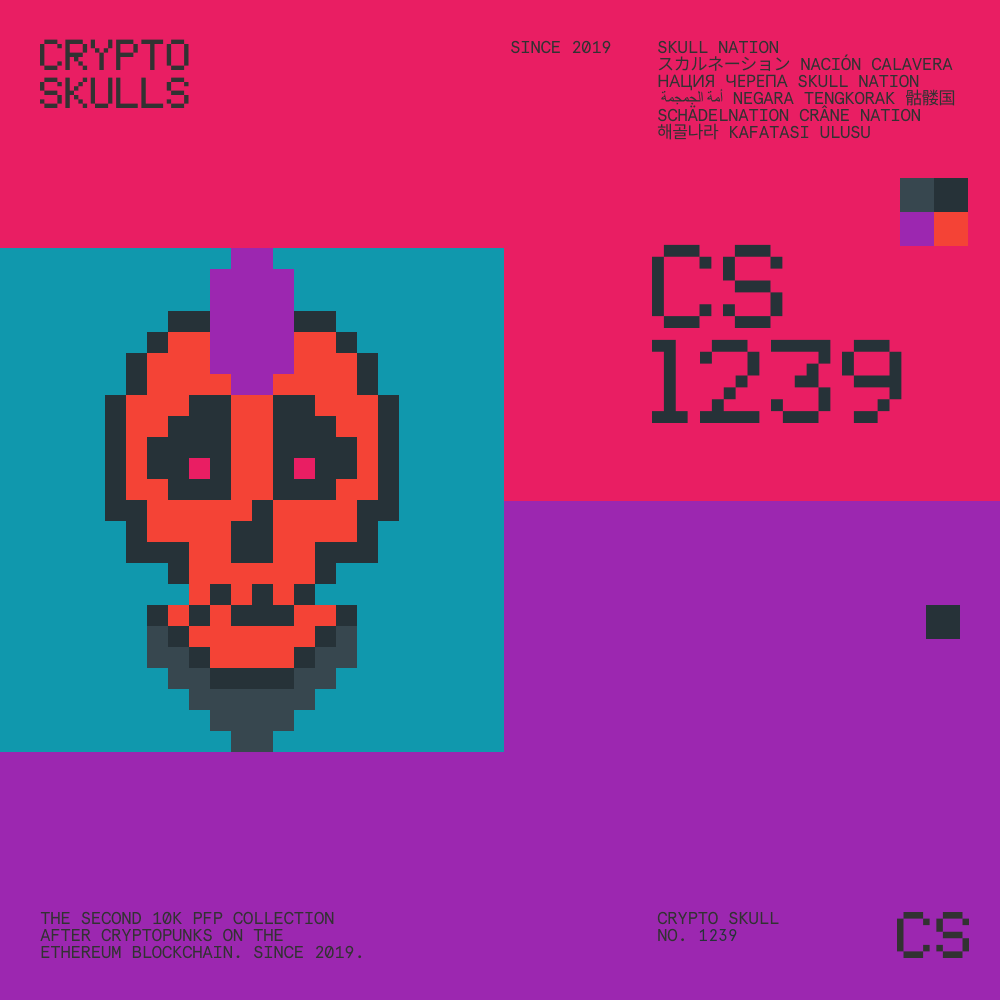 CRYPTO
SKULLS
SINCE 2019
SKULL NATION
スカルネーション NACIÓN CALAVERA
НАЦИЯ ЧЕРЕПА SKULL NATION
أمة الجمجمة NEGARA TENGKORAK 骷髅国
SCHÄDELNATION CRÂNE NATION
해골나라 KAFATASI ULUSU
CS
1239
THE SECOND 10K PFP COLLECTION
AFTER CRYPTOPUNKS ON THE
ETHEREUM BLOCKCHAIN. SINCE 2019.
CRYPTO SKULL
NO. 1239
CS